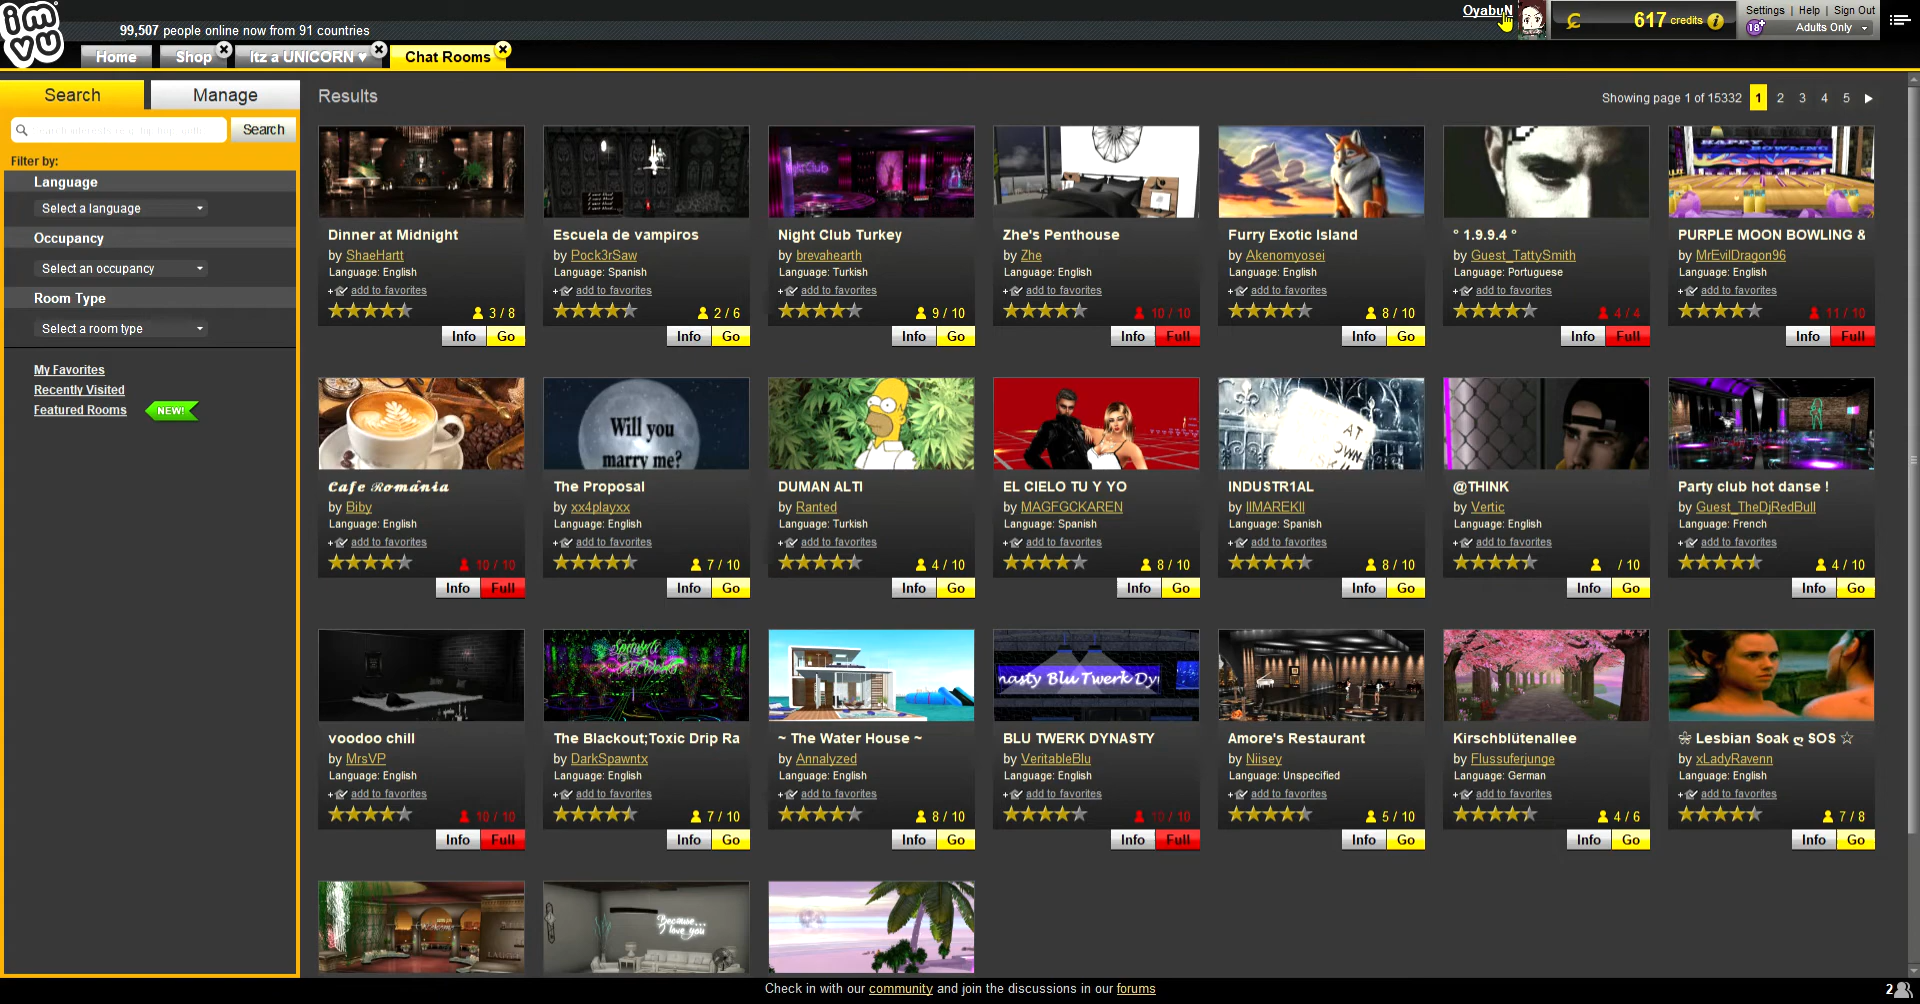 imvu
99,507 people online now from 91 countries
OyabuN
617 credits
Settings | Help | Sign Out
18+ Adults Only
Home
Shop
Itz a UNICORN ♥
Chat Rooms
Search
Manage
Search
Filter by:
Language
Select a language
Occupancy
Select an occupancy
Room Type
Select a room type
My Favorites
Recently Visited
Featured Rooms
NEW!
Results
Showing page 1 of 15332 1 2 3 4 5
Dinner at Midnight
by ShaeHartt
Language: English
+ add to favorites
3 / 8
Info Go
Escuela de vampiros
by Pock3rSaw
Language: Spanish
+ add to favorites
2 / 6
Info Go
NightClub
Night Club Turkey
by brevahearth
Language: Turkish
+ add to favorites
9 / 10
Info Go
Zhe's Penthouse
by Zhe
Language: English
+ add to favorites
10 / 10
Info Full
Furry Exotic Island
by Akenomyosei
Language: English
+ add to favorites
8 / 10
Info Go
° 1.9.9.4 °
by Guest_TattySmith
Language: Portuguese
+ add to favorites
4 / 4
Info Full
HAPPY BOWLING
PURPLE MOON BOWLING &
by MrEvilDragon96
Language: English
+ add to favorites
11 / 10
Info Full
𝓒𝓪𝓯𝓮 𝓡𝓸𝓶𝓪̂𝓷𝓲𝓪
by Biby
Language: English
+ add to favorites
10 / 10
Info Full
Will you
marry me?
The Proposal
by xx4playxx
Language: English
+ add to favorites
7 / 10
Info Go
DUMAN ALTI
by Ranted
Language: Turkish
+ add to favorites
4 / 10
Info Go
EL CIELO TU Y YO
by MAGFGCKAREN
Language: Spanish
+ add to favorites
8 / 10
Info Go
AT
INDUSTR1AL
by IIMAREKII
Language: Spanish
+ add to favorites
8 / 10
Info Go
@THINK
by Vertic
Language: English
+ add to favorites
/ 10
Info Go
Party club hot danse !
by Guest_TheDjRedBull
Language: French
+ add to favorites
4 / 10
Info Go
voodoo chill
by MrsVP
Language: English
+ add to favorites
10 / 10
Info Full
The Blackout;Toxic Drip Ra
by DarkSpawntx
Language: English
+ add to favorites
7 / 10
Info Go
~ The Water House ~
by Annalyzed
Language: English
+ add to favorites
8 / 10
Info Go
nasty Blu Twerk Dy
BLU TWERK DYNASTY
by VeritableBlu
Language: English
+ add to favorites
10 / 10
Info Full
Amore's Restaurant
by Niisey
Language: Unspecified
+ add to favorites
5 / 10
Info Go
Kirschblütenallee
by Flussuferjunge
Language: German
+ add to favorites
4 / 6
Info Go
❀ Lesbian Soak ღ SOS ☆
by xLadyRavenn
Language: English
+ add to favorites
7 / 8
Info Go
Because...
I love you
Check in with our community and join the discussions in our forums
2